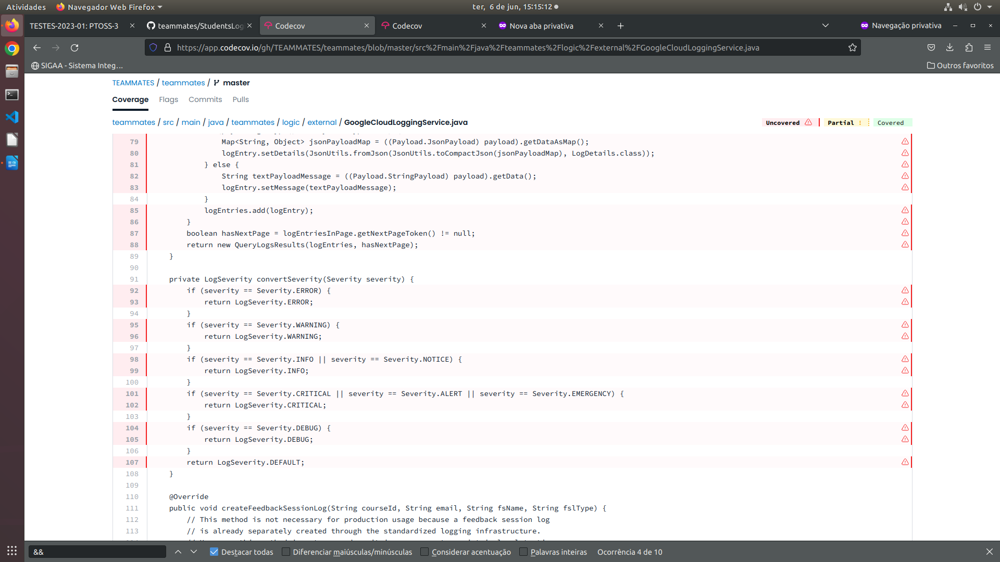 Atividades
Navegador Web Firefox
ter, 6 de jun, 15:15:12
TESTES-2023-01: PTOSS-3
teammates/StudentsLog
Codecov
Codecov
Nova aba privativa
Navegação privativa
https://app.codecov.io/gh/TEAMMATES/teammates/blob/master/src%2Fmain%2Fjava%2Fteammates%2Flogic%2Fexternal%2FGoogleCloudLoggingService.java
SIGAA - Sistema Integ…
Outros favoritos
TEAMMATES / teammates / master
Coverage Flags Commits Pulls
teammates / src / main / java / teammates / logic / external / GoogleCloudLoggingService.java
Uncovered Partial ! Covered
79 Map<String, Object> jsonPayloadMap = ((Payload.JsonPayload) payload).getDataAsMap();
80 logEntry.setDetails(JsonUtils.fromJson(JsonUtils.toCompactJson(jsonPayloadMap), LogDetails.class));
81 } else {
82 String textPayloadMessage = ((Payload.StringPayload) payload).getData();
83 logEntry.setMessage(textPayloadMessage);
84 }
85 logEntries.add(logEntry);
86 }
87 boolean hasNextPage = logEntriesInPage.getNextPageToken() != null;
88 return new QueryLogsResults(logEntries, hasNextPage);
89 }
90
91 private LogSeverity convertSeverity(Severity severity) {
92 if (severity == Severity.ERROR) {
93 return LogSeverity.ERROR;
94 }
95 if (severity == Severity.WARNING) {
96 return LogSeverity.WARNING;
97 }
98 if (severity == Severity.INFO || severity == Severity.NOTICE) {
99 return LogSeverity.INFO;
100 }
101 if (severity == Severity.CRITICAL || severity == Severity.ALERT || severity == Severity.EMERGENCY) {
102 return LogSeverity.CRITICAL;
103 }
104 if (severity == Severity.DEBUG) {
105 return LogSeverity.DEBUG;
106 }
107 return LogSeverity.DEFAULT;
108 }
109
110 @Override
111 public void createFeedbackSessionLog(String courseId, String email, String fsName, String fslType) {
112 // This method is not necessary for production usage because a feedback session log
113 // is already separately created through the standardized logging infrastructure.
&&
Destacar todas
Diferenciar maiúsculas/minúsculas
Considerar acentuação
Palavras inteiras
Ocorrência 4 de 10